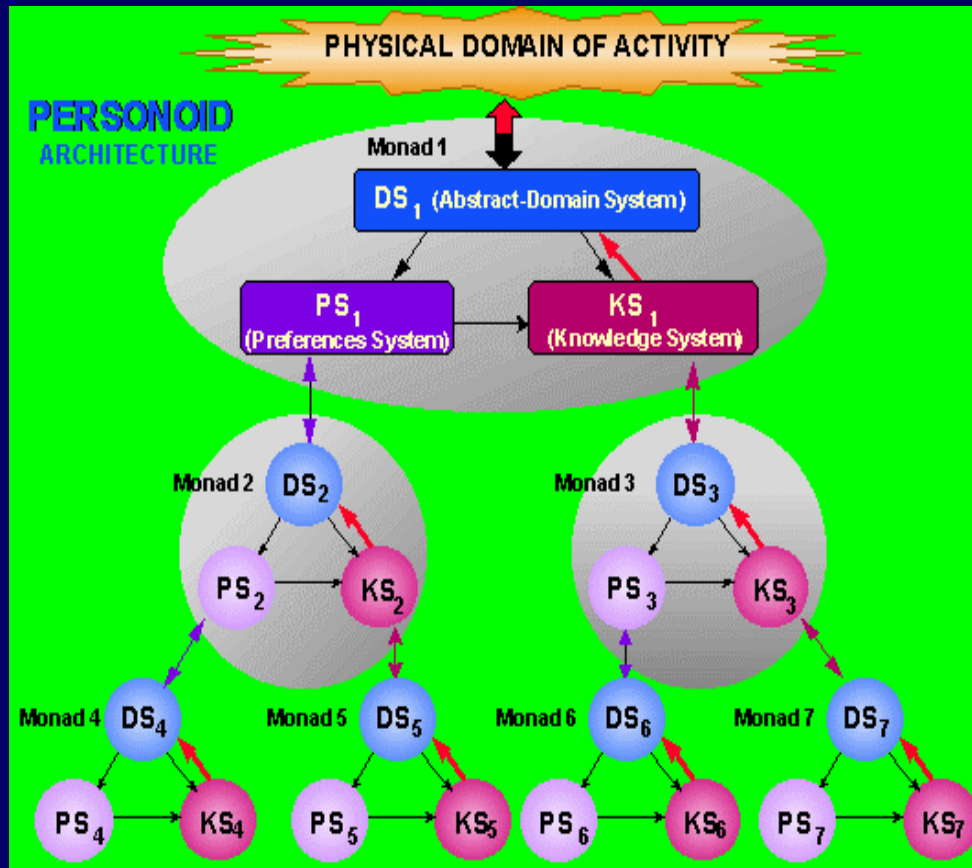 PHYSICAL DOMAIN OF ACTIVITY
PERSONOID
ARCHITECTURE
Monad 1
DS₁ (Abstract-Domain System)
PS₁
(Preferences System)
KS₁
(Knowledge System)
Monad 2
DS₂
Monad 3
DS₃
PS₂
KS₂
PS₃
KS₃
Monad 4
DS₄
Monad 5
DS₅
Monad 6
DS₆
Monad 7
DS₇
PS₄
KS₄
PS₅
KS₅
PS₆
KS₆
PS₇
KS₇